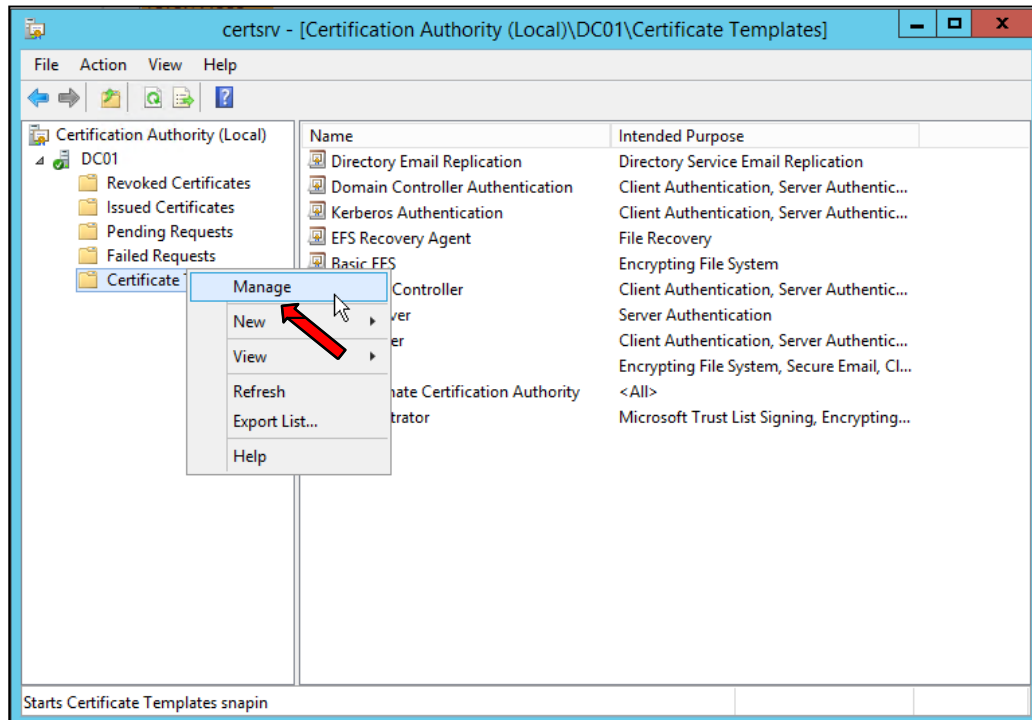 certsrv - [Certification Authority (Local)\DC01\Certificate Templates]
File Action View Help
Certification Authority (Local)
DC01
Revoked Certificates
Issued Certificates
Pending Requests
Failed Requests
Certificate
Manage
New
View
Refresh
Export List...
Help
Name Intended Purpose
Directory Email Replication Directory Service Email Replication
Domain Controller Authentication Client Authentication, Server Authentic...
Kerberos Authentication Client Authentication, Server Authentic...
EFS Recovery Agent File Recovery
Basic EFS Encrypting File System
Controller Client Authentication, Server Authentic...
ver Server Authentication
er Client Authentication, Server Authentic...
Encrypting File System, Secure Email, Cl...
nate Certification Authority <All>
trator Microsoft Trust List Signing, Encrypting...
Starts Certificate Templates snapin